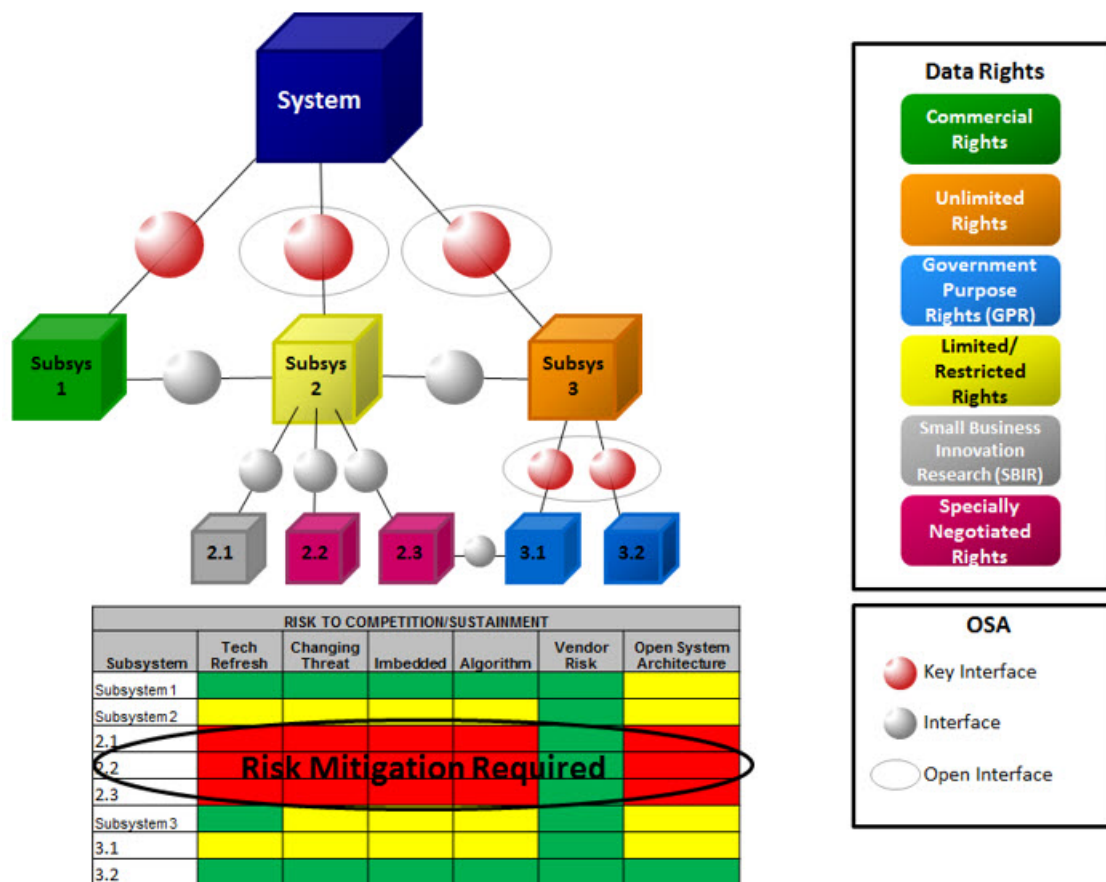 System
Subsys
1
Subsys
2
Subsys
3
2.1
2.2
2.3
3.1
3.2
Data Rights
Commercial
Rights
Unlimited
Rights
Government
Purpose
Rights (GPR)
Limited/
Restricted
Rights
Small Business
Innovation
Research (SBIR)
Specially
Negotiated
Rights
OSA
Key Interface
Interface
Open Interface
RISK TO COMPETITION/SUSTAINMENT
Subsystem
Tech
Refresh
Changing
Threat
Imbedded
Algorithm
Vendor
Risk
Open System
Architecture
Subsystem 1
Subsystem 2
2.1
2.2
2.3
Risk Mitigation Required
Subsystem 3
3.1
3.2